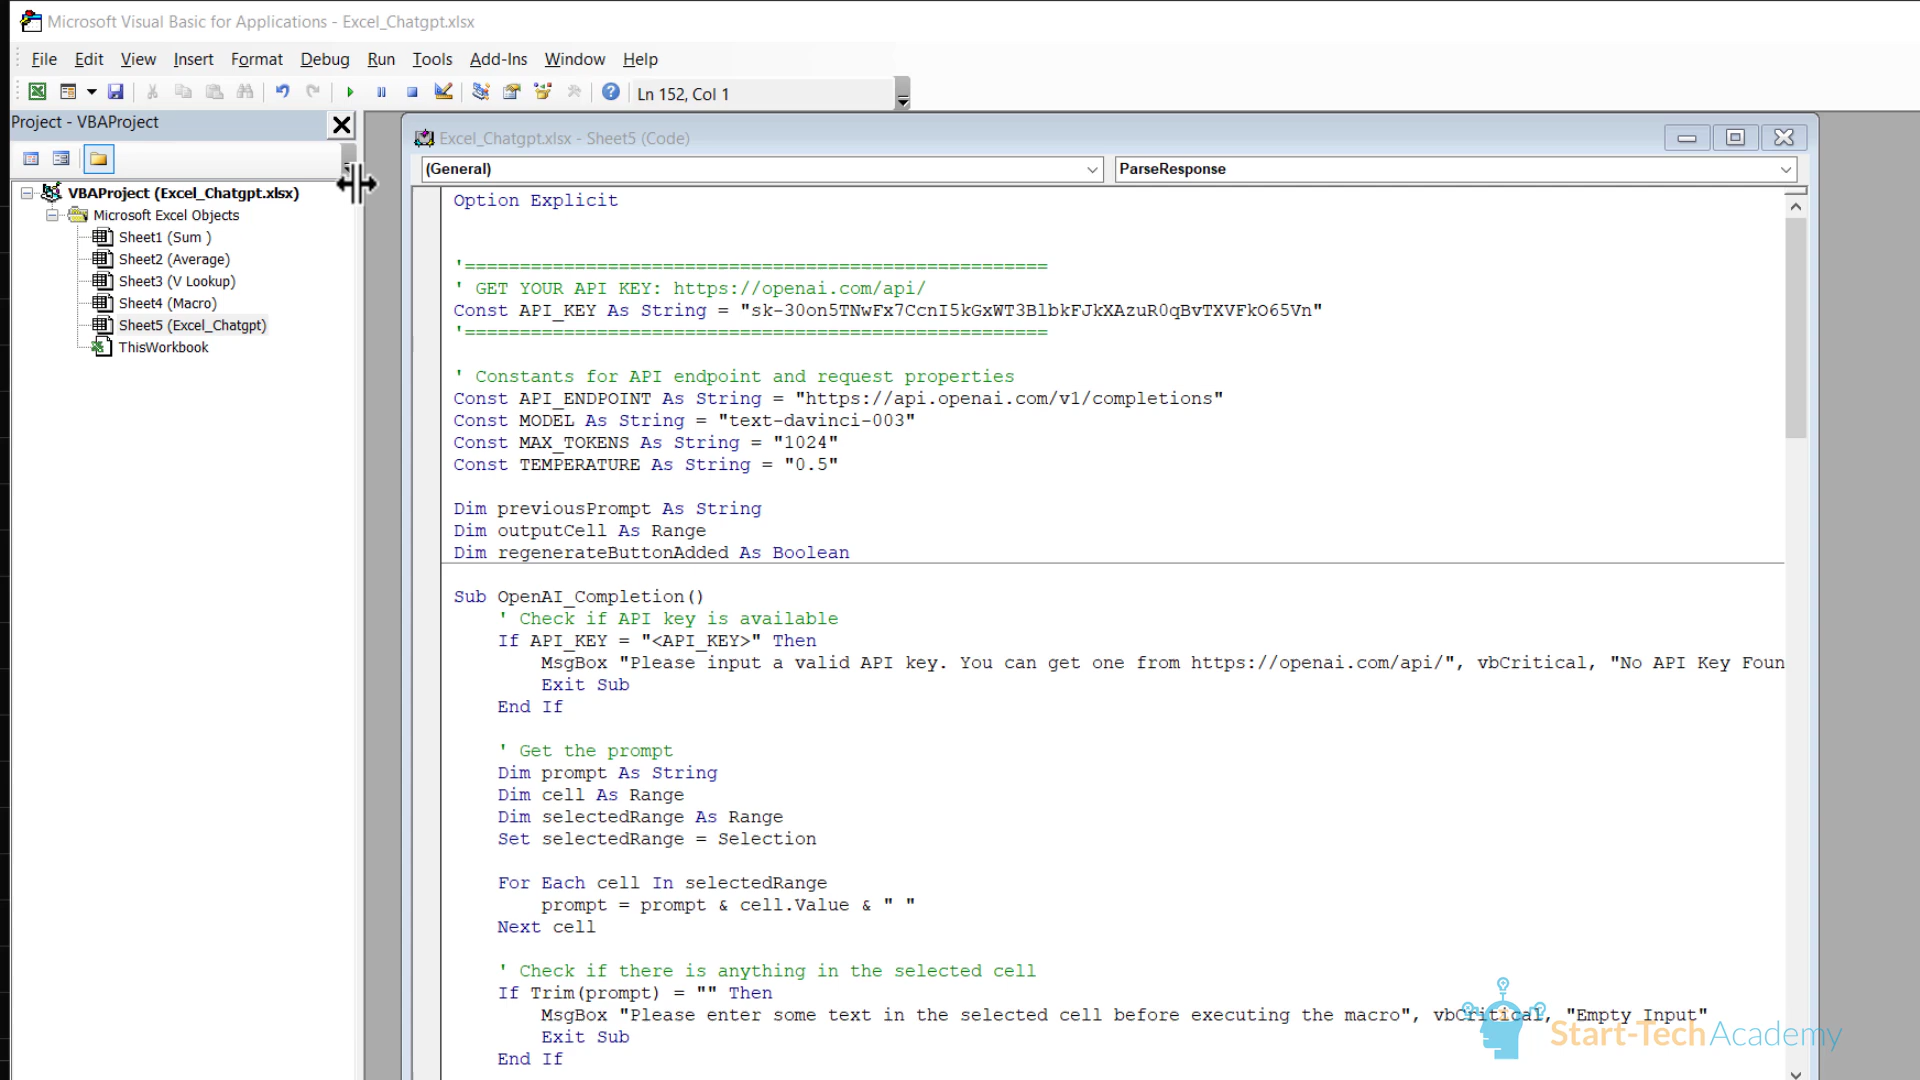 Microsoft Visual Basic for Applications - Excel_Chatgpt.xlsx
File Edit View Insert Format Debug Run Tools Add-Ins Window Help
Ln 152, Col 1
Project - VBAProject
VBAProject (Excel_Chatgpt.xlsx)
Microsoft Excel Objects
Sheet1 (Sum )
Sheet2 (Average)
Sheet3 (V Lookup)
Sheet4 (Macro)
Sheet5 (Excel_Chatgpt)
ThisWorkbook
Excel_Chatgpt.xlsx - Sheet5 (Code)
(General)
ParseResponse
Option Explicit
'=====================================================
' GET YOUR API KEY: https://openai.com/api/
Const API_KEY As String = "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"
'=====================================================
' Constants for API endpoint and request properties
Const API_ENDPOINT As String = "https://api.openai.com/v1/completions"
Const MODEL As String = "text-davinci-003"
Const MAX_TOKENS As String = "1024"
Const TEMPERATURE As String = "0.5"
Dim previousPrompt As String
Dim outputCell As Range
Dim regenerateButtonAdded As Boolean
Sub OpenAI_Completion()
' Check if API key is available
If API_KEY = "<API_KEY>" Then
MsgBox "Please input a valid API key. You can get one from https://openai.com/api/", vbCritical, "No API Key Foun
Exit Sub
End If
' Get the prompt
Dim prompt As String
Dim cell As Range
Dim selectedRange As Range
Set selectedRange = Selection
For Each cell In selectedRange
prompt = prompt & cell.Value & " "
Next cell
' Check if there is anything in the selected cell
If Trim(prompt) = "" Then
MsgBox "Please enter some text in the selected cell before executing the macro", vbCritical, "Empty Input"
Exit Sub
End If
Start-Tech Academy